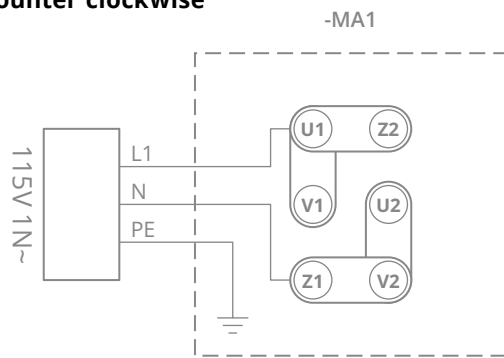 ounter clockwise
-MA1
115V 1N~
L1
N
PE
U1
Z2
V1
U2
Z1
V2